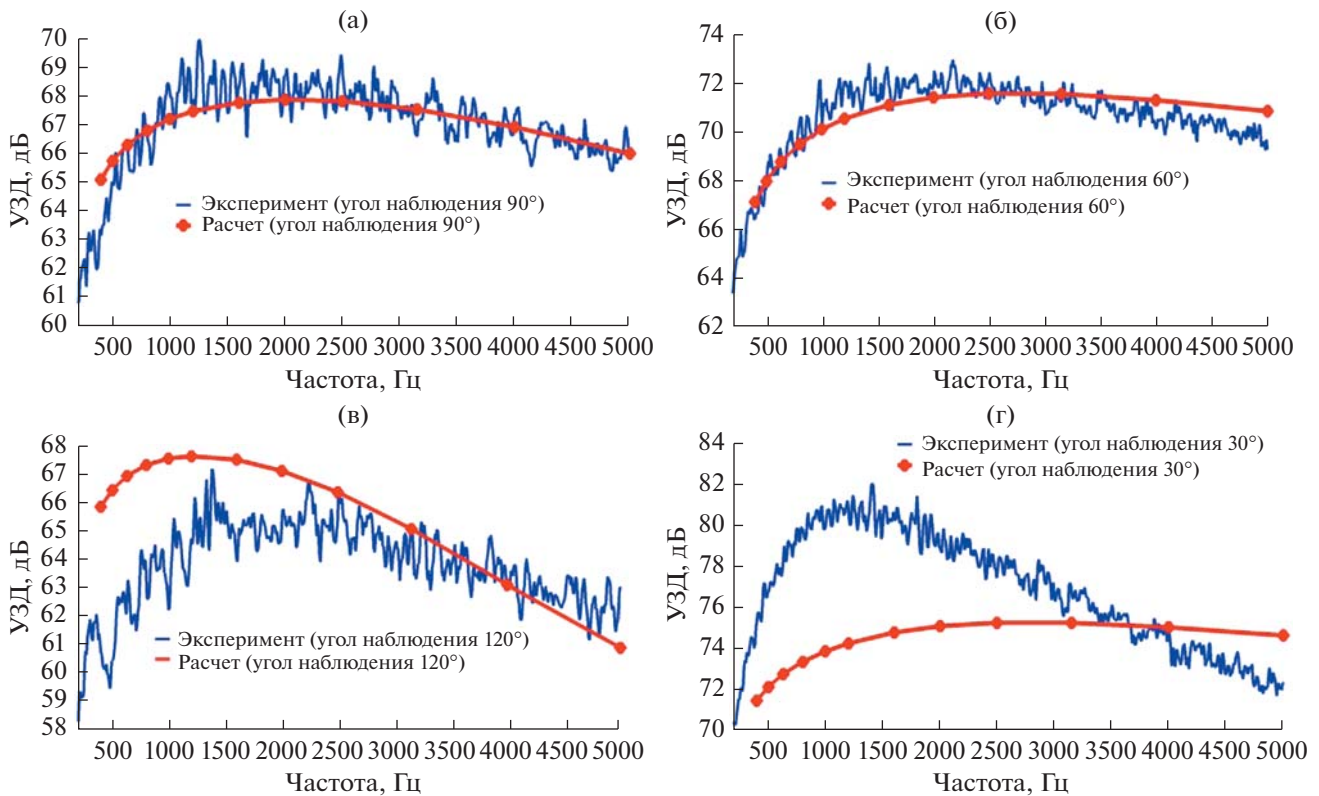 (а)
УЗД, дБ
70
69
68
67
66
65
64
63
62
61
60
Эксперимент (угол наблюдения 90°)
Расчет (угол наблюдения 90°)
500 1000 1500 2000 2500 3000 3500 4000 4500 5000
Частота, Гц
(б)
УЗД, дБ
74
72
70
68
66
64
62
Эксперимент (угол наблюдения 60°)
Расчет (угол наблюдения 60°)
500 1000 1500 2000 2500 3000 3500 4000 4500 5000
Частота, Гц
(в)
УЗД, дБ
68
67
66
65
64
63
62
61
60
59
58
Эксперимент (угол наблюдения 120°)
Расчет (угол наблюдения 120°)
500 1000 1500 2000 2500 3000 3500 4000 4500 5000
Частота, Гц
(г)
УЗД, дБ
84
82
80
78
76
75
74
72
70
Эксперимент (угол наблюдения 30°)
Расчет (угол наблюдения 30°)
500 1000 1500 2000 2500 3000 3500 4000 4500 5000
Частота, Гц